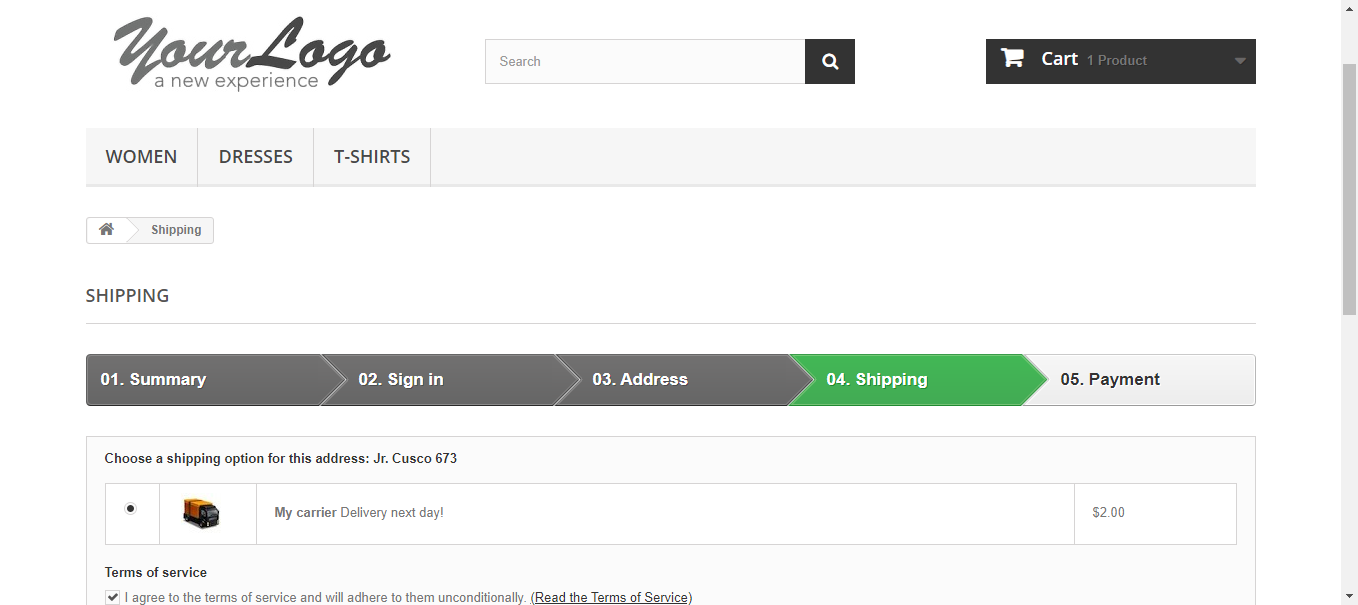 YourLogo
a new experience
Search
Cart 1 Product
WOMEN DRESSES T-SHIRTS
Shipping
SHIPPING
01. Summary 02. Sign in 03. Address 04. Shipping 05. Payment
Choose a shipping option for this address: Jr. Cusco 673
My carrier Delivery next day! $2.00
Terms of service
I agree to the terms of service and will adhere to them unconditionally. (Read the Terms of Service)